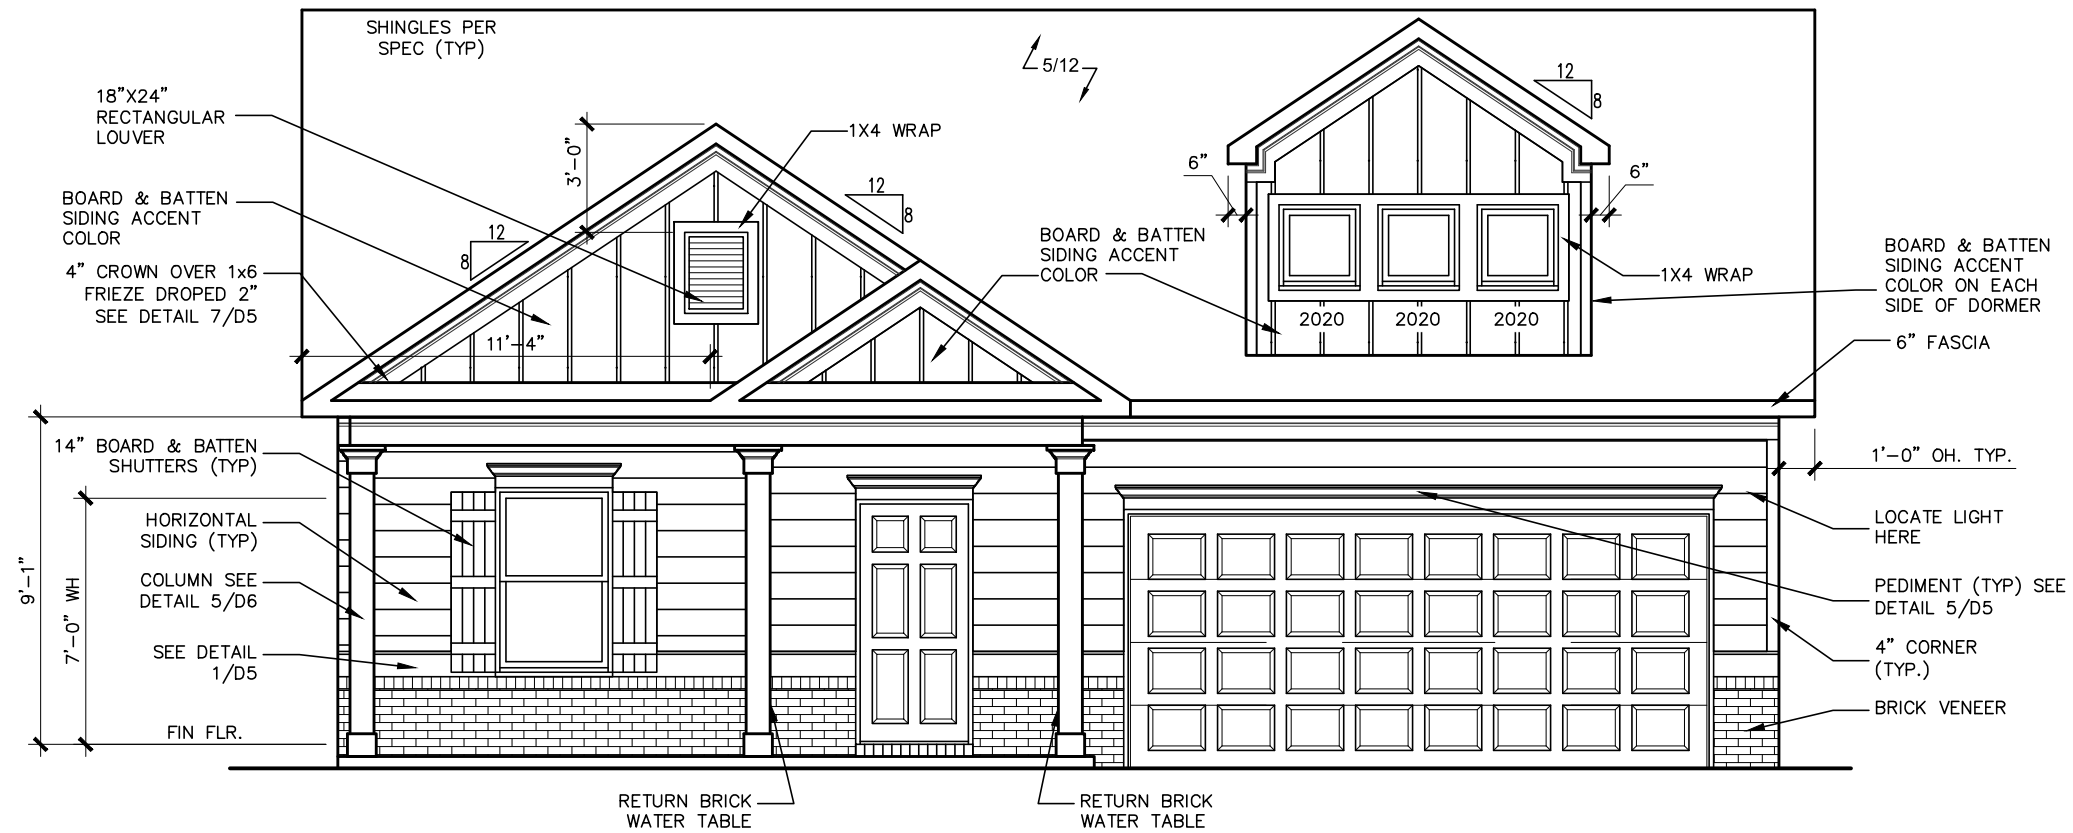 SHINGLES PER
SPEC (TYP)
5/12
12
8
18"X24"
RECTANGULAR
LOUVER
3'-0"
1X4 WRAP
12
8
6"
6"
BOARD & BATTEN
SIDING ACCENT
COLOR
12
8
BOARD & BATTEN
SIDING ACCENT
COLOR
BOARD & BATTEN
SIDING ACCENT
COLOR ON EACH
SIDE OF DORMER
1X4 WRAP
4" CROWN OVER 1x6
FRIEZE DROPED 2"
SEE DETAIL 7/D5
2020
2020
2020
11'-4"
6" FASCIA
14" BOARD & BATTEN
SHUTTERS (TYP)
1'-0" OH. TYP.
9'-1"
7'-0" WH
HORIZONTAL
SIDING (TYP)
LOCATE LIGHT
HERE
COLUMN SEE
DETAIL 5/D6
PEDIMENT (TYP) SEE
DETAIL 5/D5
SEE DETAIL
1/D5
4" CORNER
(TYP.)
BRICK VENEER
FIN FLR.
RETURN BRICK
WATER TABLE
RETURN BRICK
WATER TABLE